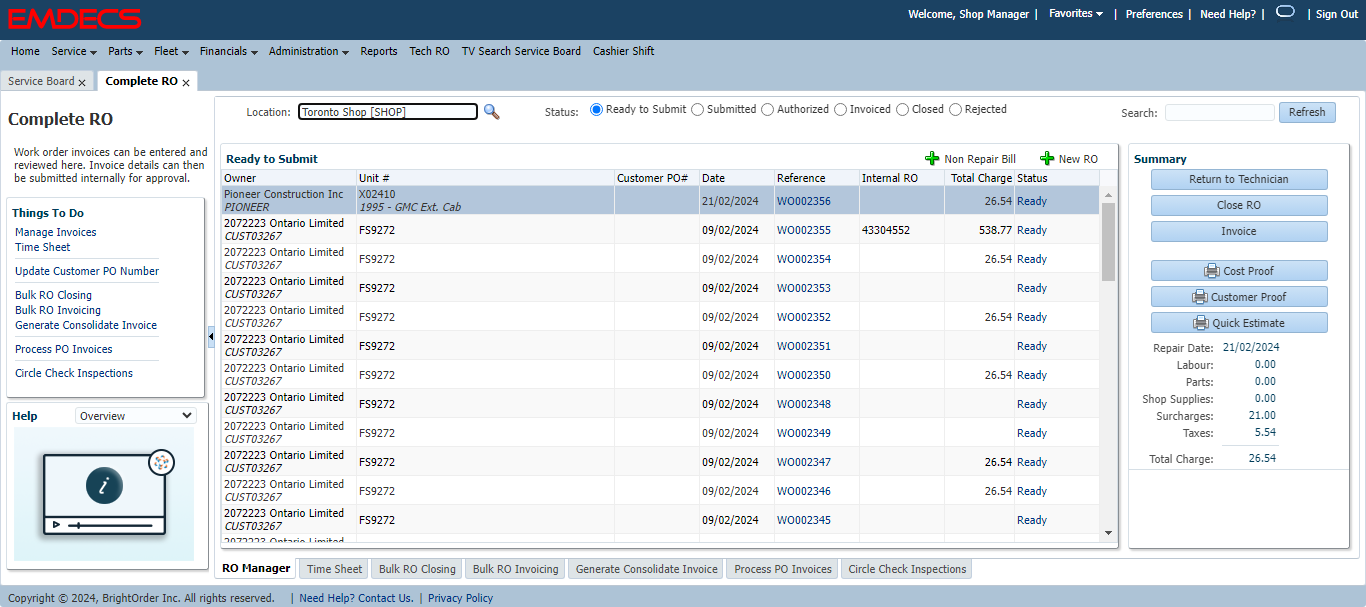 EMDECS
Welcome, Shop Manager | Favorites | Preferences | Need Help? | | Sign Out
Home Service Parts Fleet Financials Administration Reports Tech RO TV Search Service Board Cashier Shift
Service Board x Complete RO x
Complete RO
Work order invoices can be entered and
reviewed here. Invoice details can then
be submitted internally for approval.
Things To Do
Manage Invoices
Time Sheet
Update Customer PO Number
Bulk RO Closing
Bulk RO Invoicing
Generate Consolidate Invoice
Process PO Invoices
Circle Check Inspections
Help Overview
i
Location: Toronto Shop [SHOP] Status: Ready to Submit Submitted Authorized Invoiced Closed Rejected Search: Refresh
Ready to Submit Non Repair Bill New RO
Owner Unit # Customer PO# Date Reference Internal RO Total Charge Status
Pioneer Construction Inc X02410
PIONEER 1995 - GMC Ext. Cab 21/02/2024 WO002356 26.54 Ready
2072223 Ontario Limited
CUST03267 FS9272 09/02/2024 WO002355 43304552 538.77 Ready
2072223 Ontario Limited
CUST03267 FS9272 09/02/2024 WO002354 26.54 Ready
2072223 Ontario Limited
CUST03267 FS9272 09/02/2024 WO002353 Ready
2072223 Ontario Limited
CUST03267 FS9272 09/02/2024 WO002352 26.54 Ready
2072223 Ontario Limited
CUST03267 FS9272 09/02/2024 WO002351 Ready
2072223 Ontario Limited
CUST03267 FS9272 09/02/2024 WO002350 26.54 Ready
2072223 Ontario Limited
CUST03267 FS9272 09/02/2024 WO002348 Ready
2072223 Ontario Limited
CUST03267 FS9272 09/02/2024 WO002349 Ready
2072223 Ontario Limited
CUST03267 FS9272 09/02/2024 WO002347 26.54 Ready
2072223 Ontario Limited
CUST03267 FS9272 09/02/2024 WO002346 26.54 Ready
2072223 Ontario Limited
CUST03267 FS9272 09/02/2024 WO002345 Ready
2072223 Ontario Limited
Summary
Return to Technician
Close RO
Invoice
Cost Proof
Customer Proof
Quick Estimate
Repair Date: 21/02/2024
Labour: 0.00
Parts: 0.00
Shop Supplies: 0.00
Surcharges: 21.00
Taxes: 5.54
Total Charge: 26.54
RO Manager Time Sheet Bulk RO Closing Bulk RO Invoicing Generate Consolidate Invoice Process PO Invoices Circle Check Inspections
Copyright © 2024, BrightOrder Inc. All rights reserved. | Need Help? Contact Us. | Privacy Policy